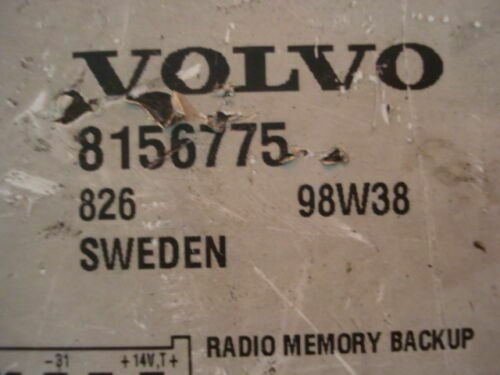 VOLVO
8156775
826 98W38
SWEDEN
RADIO MEMORY BACKUP
-31 +14V,T+